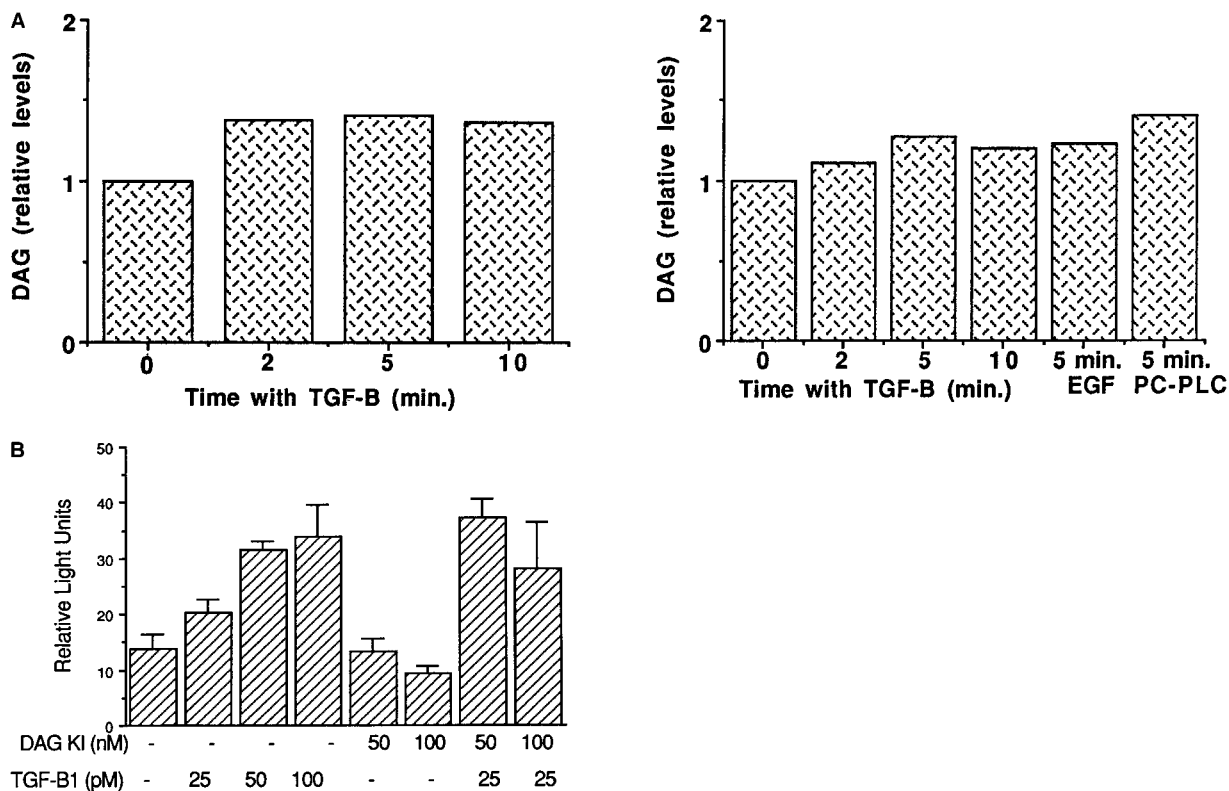 A
DAG (relative levels)
2
1
0
0 2 5 10
Time with TGF-B (min.)
DAG (relative levels)
2
1
0
0 2 5 10 5 min. 5 min.
Time with TGF-B (min.) EGF PC-PLC
B
Relative Light Units
50
40
30
20
10
0
DAG KI (nM) - - - - 50 100 50 100
TGF-B1 (pM) - 25 50 100 - - 25 25